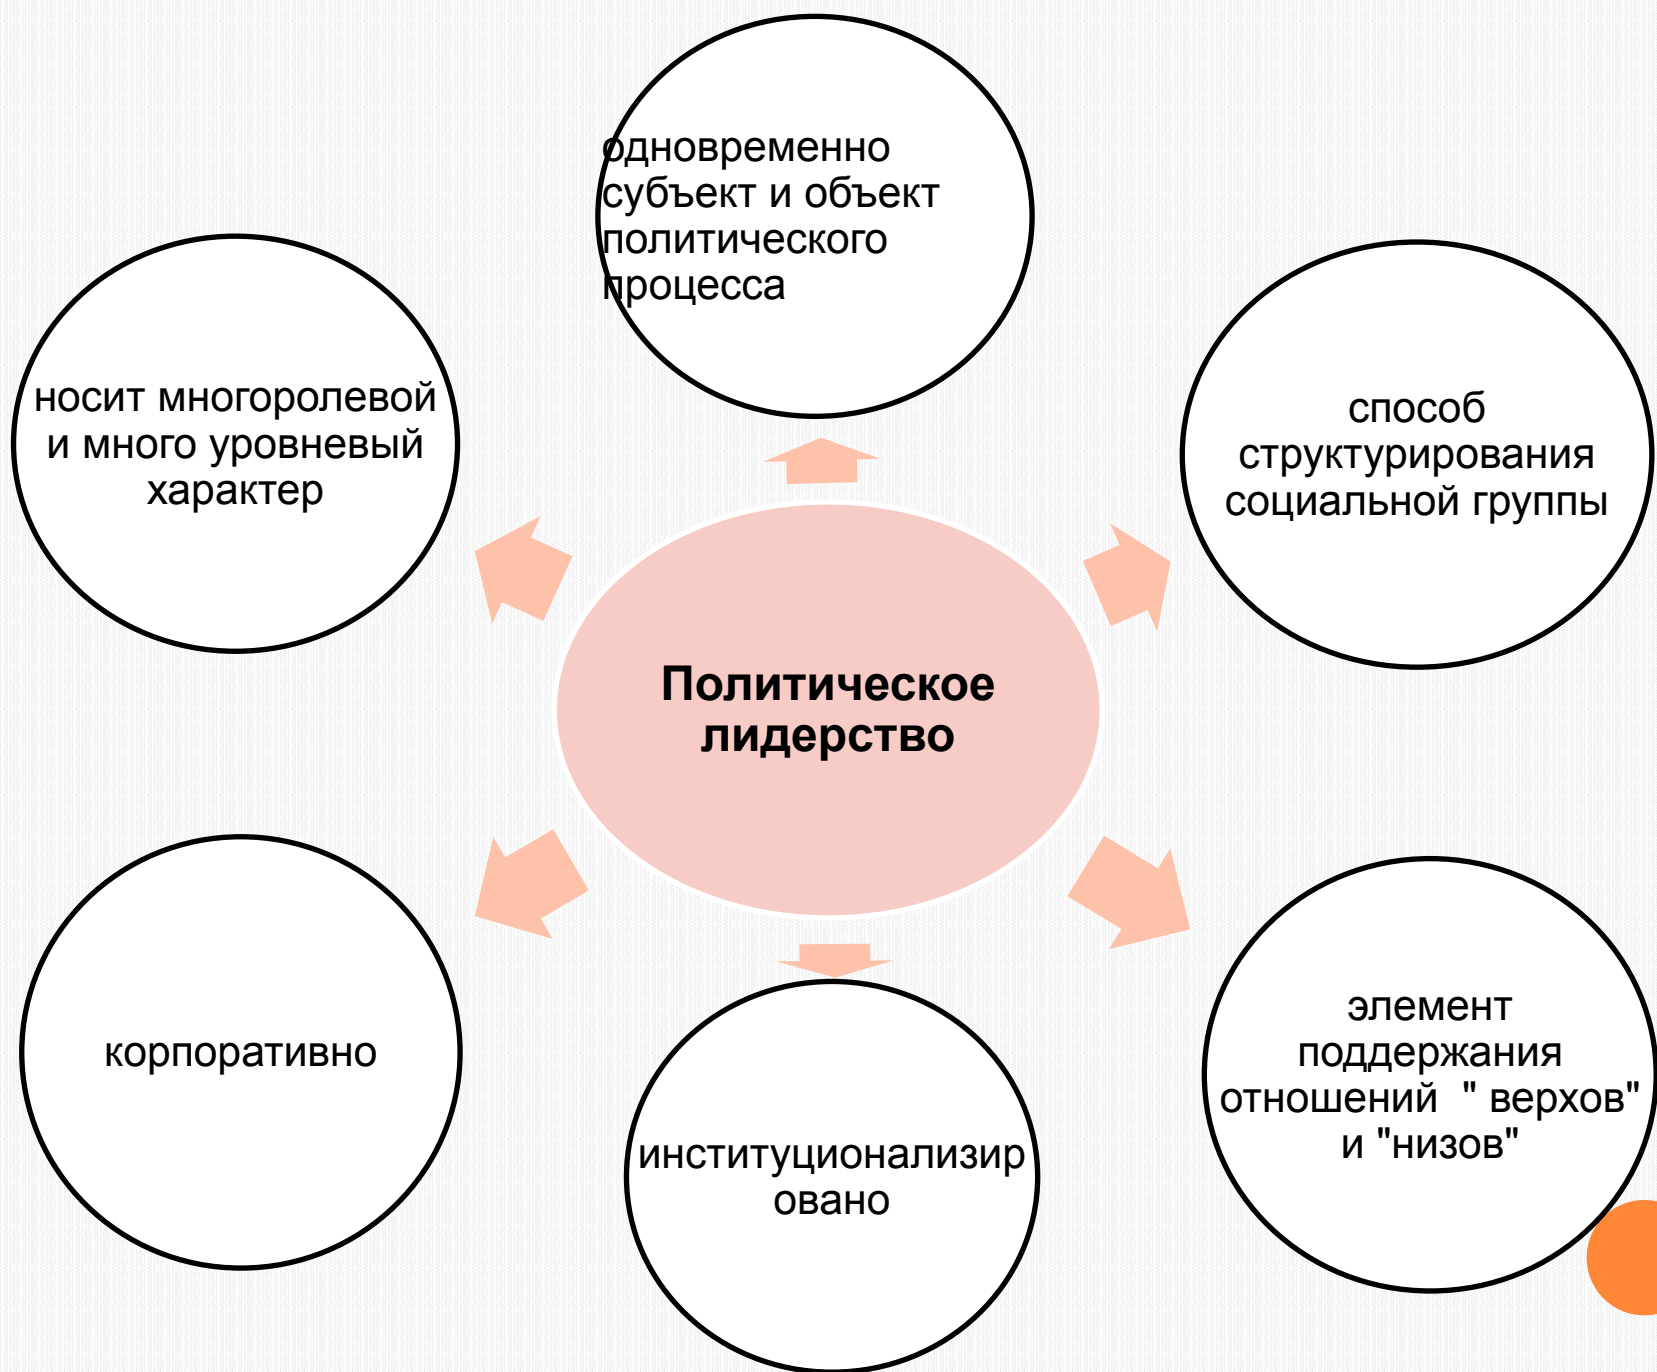 одновременно
субъект и объект
политического
процесса
носит многоролевой
и много уровневый
характер
способ
структурирования
социальной группы
Политическое
лидерство
корпоративно
институционализир
овано
элемент
поддержания
отношений " верхов"
и "низов"